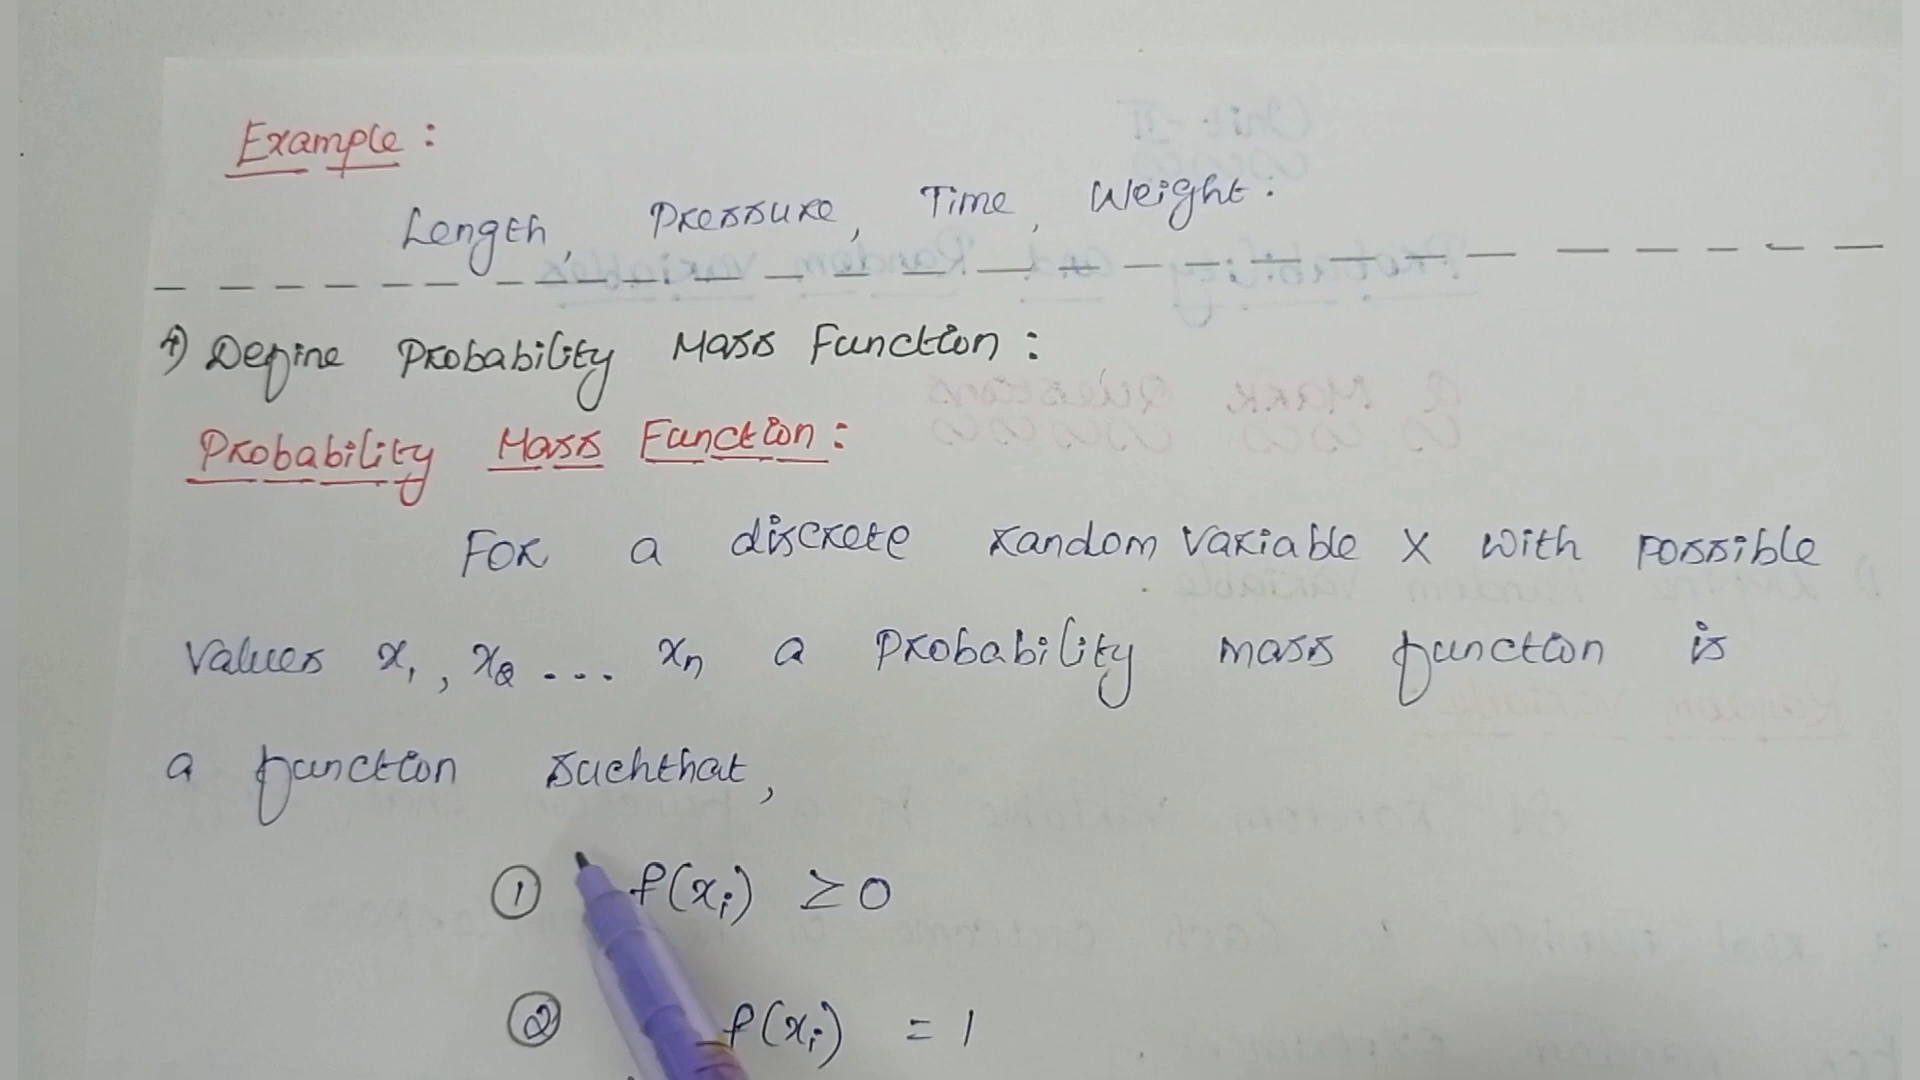 Example:
Length, Pressure, Time, Weight.
4) Define Probability Mass Function:
Probability Mass Function:
For a discrete random variable X with possible
values x₁, x₂ ... xₙ a probability mass function is
a function suchthat,
① f(xᵢ) ≥ 0
② f(xᵢ) = 1